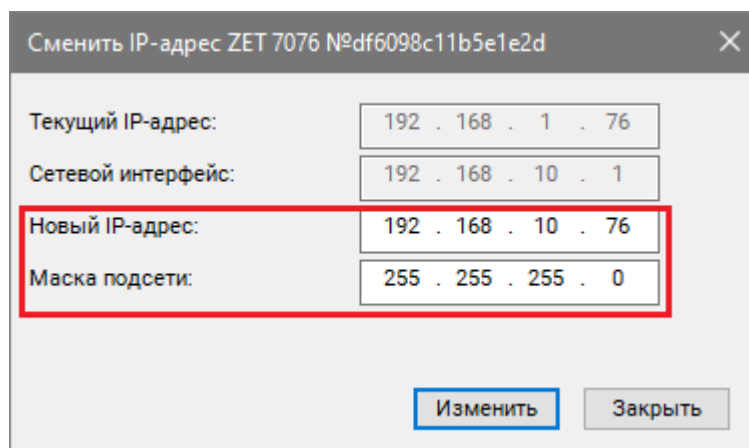 Сменить IP-адрес ZET 7076 №df6098c11b5e1e2d
Текущий IP-адрес: 192 . 168 . 1 . 76
Сетевой интерфейс: 192 . 168 . 10 . 1
Новый IP-адрес: 192 . 168 . 10 . 76
Маска подсети: 255 . 255 . 255 . 0
Изменить Закрыть